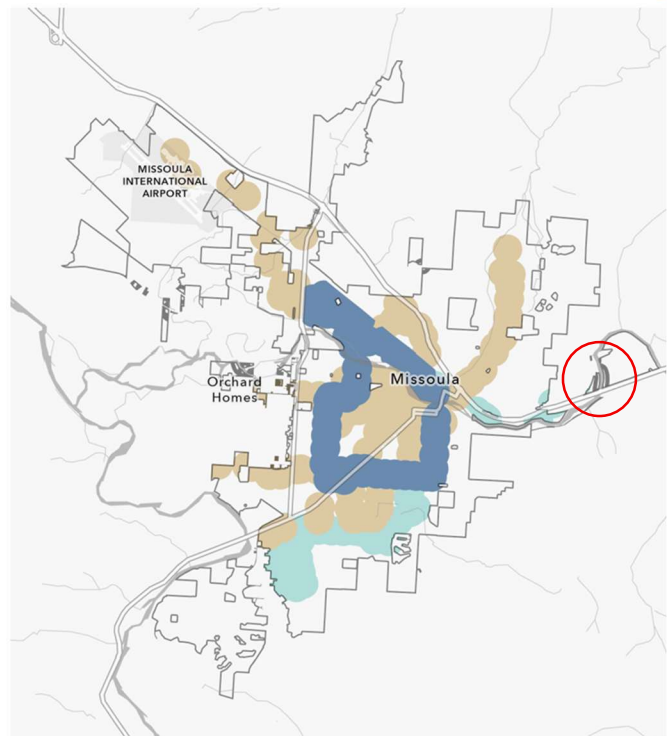 MISSOULA
INTERNATIONAL
AIRPORT
Orchard
Homes
Missoula